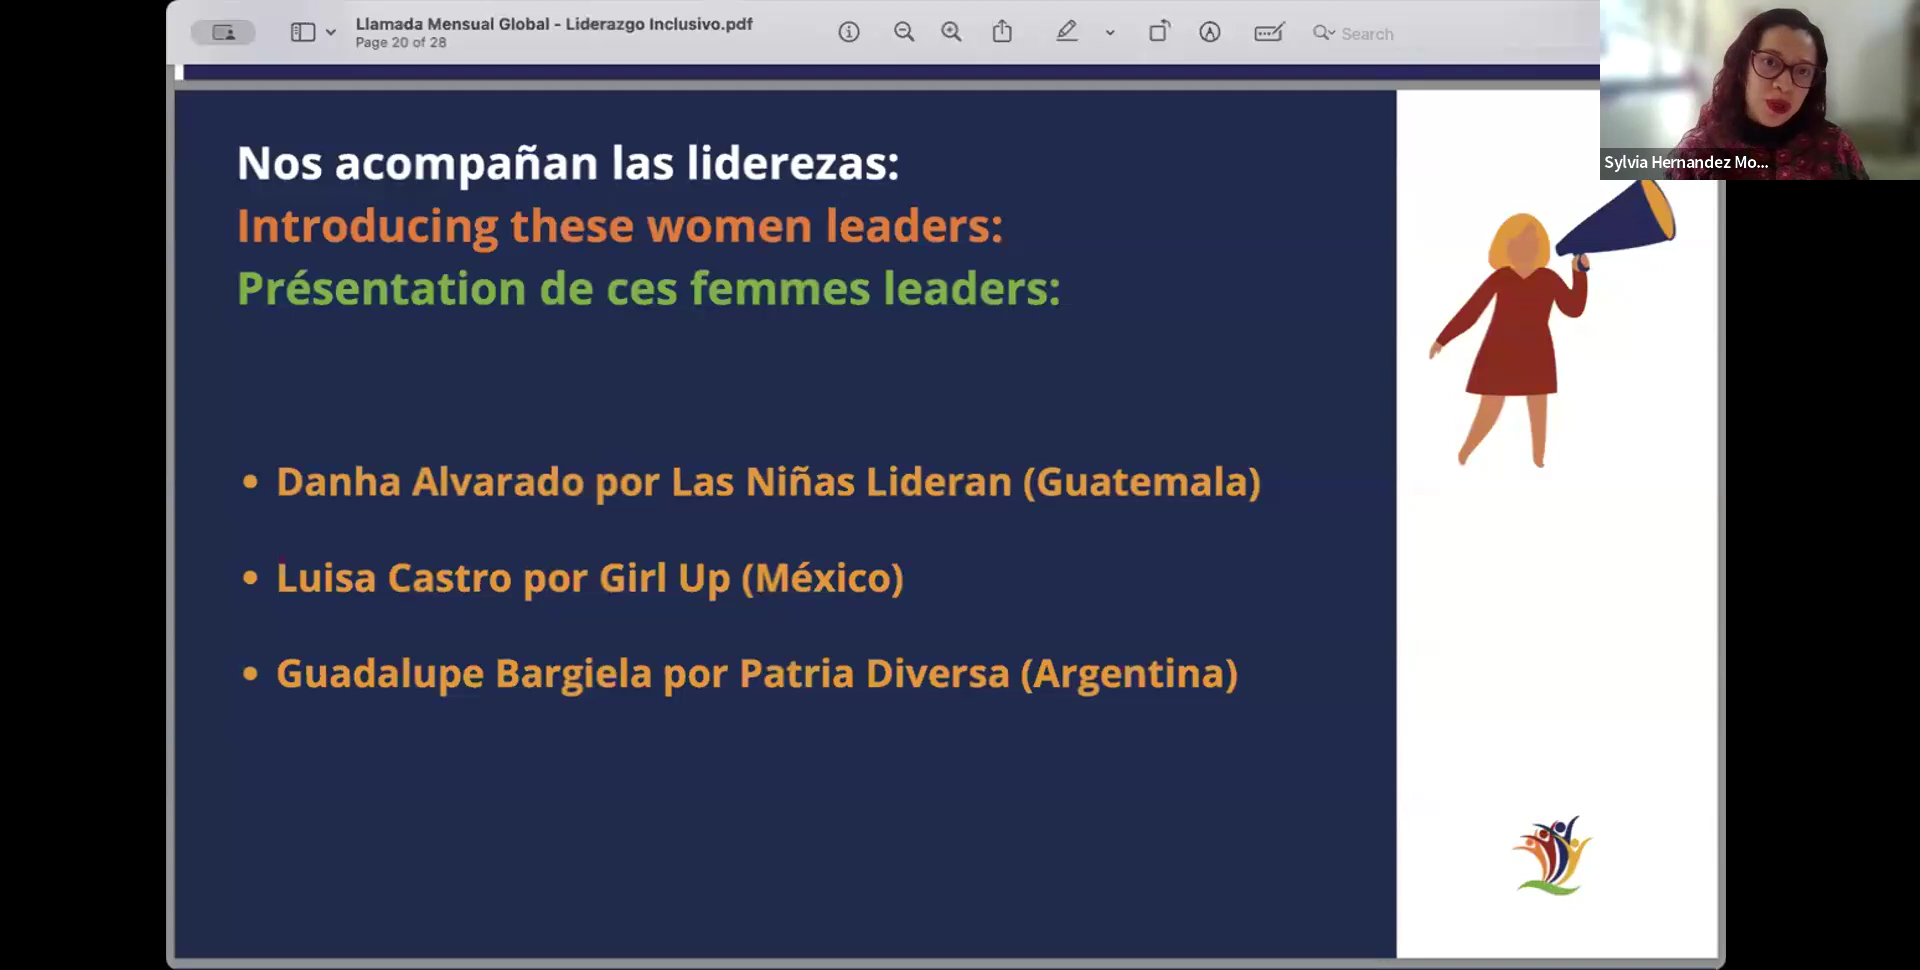 Llamada Mensual Global - Liderazgo Inclusivo.pdf
Page 20 of 28
Search
Sylvia Hernandez Mo...
Nos acompañan las liderezas:
Introducing these women leaders:
Présentation de ces femmes leaders:
• Danha Alvarado por Las Niñas Lideran (Guatemala)
• Luisa Castro por Girl Up (México)
• Guadalupe Bargiela por Patria Diversa (Argentina)